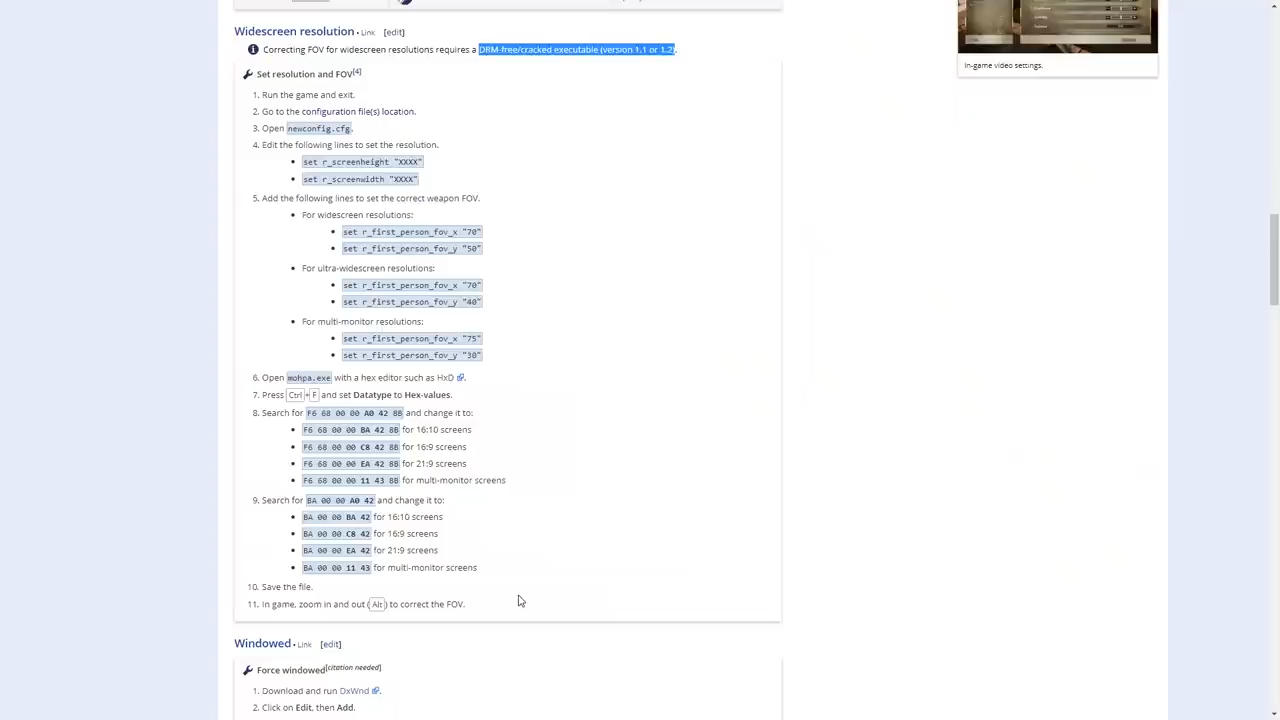 Widescreen resolution • Link [edit]
Correcting FOV for widescreen resolutions requires a DRM-free/cracked executable (version 1.1 or 1.2).
In-game video settings.
Set resolution and FOV[4]
1. Run the game and exit.
2. Go to the configuration file(s) location.
3. Open newconfig.cfg.
4. Edit the following lines to set the resolution.
• set r_screenheight "XXXX"
• set r_screenwidth "XXXX"
5. Add the following lines to set the correct weapon FOV.
• For widescreen resolutions:
• set r_first_person_fov_x "70"
• set r_first_person_fov_y "50"
• For ultra-widescreen resolutions:
• set r_first_person_fov_x "70"
• set r_first_person_fov_y "40"
• For multi-monitor resolutions:
• set r_first_person_fov_x "75"
• set r_first_person_fov_y "30"
6. Open mohpa.exe with a hex editor such as HxD.
7. Press Ctrl+F and set Datatype to Hex-values.
8. Search for F6 68 00 00 A0 42 8B and change it to:
• F6 68 00 00 BA 42 8B for 16:10 screens
• F6 68 00 00 C8 42 8B for 16:9 screens
• F6 68 00 00 EA 42 8B for 21:9 screens
• F6 68 00 00 11 43 8B for multi-monitor screens
9. Search for BA 00 00 A0 42 and change it to:
• BA 00 00 BA 42 for 16:10 screens
• BA 00 00 C8 42 for 16:9 screens
• BA 00 00 EA 42 for 21:9 screens
• BA 00 00 11 43 for multi-monitor screens
10. Save the file.
11. In game, zoom in and out (Alt) to correct the FOV.
Windowed • Link [edit]
Force windowed[citation needed]
1. Download and run DxWnd.
2. Click on Edit, then Add.